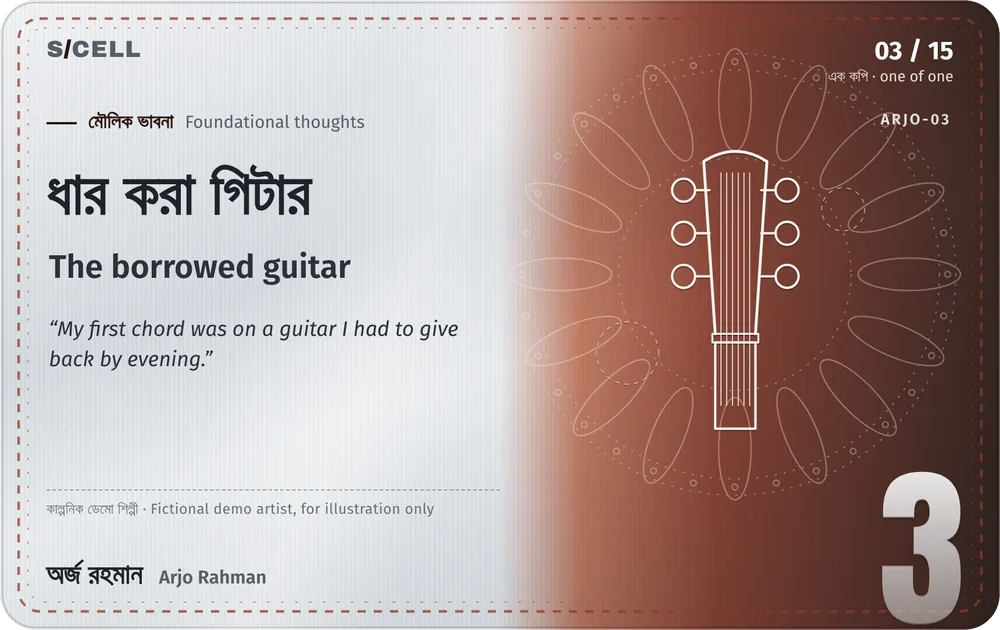 S/CELL
03 / 15
এক কপি · one of one
ARJO-03
মৌলিক ভাবনা Foundational thoughts
ধার করা গিটার
The borrowed guitar
“My first chord was on a guitar I had to give
back by evening.”
কাল্পনিক ডেমো শিল্পী · Fictional demo artist, for illustration only
অর্জ রহমান Arjo Rahman
3